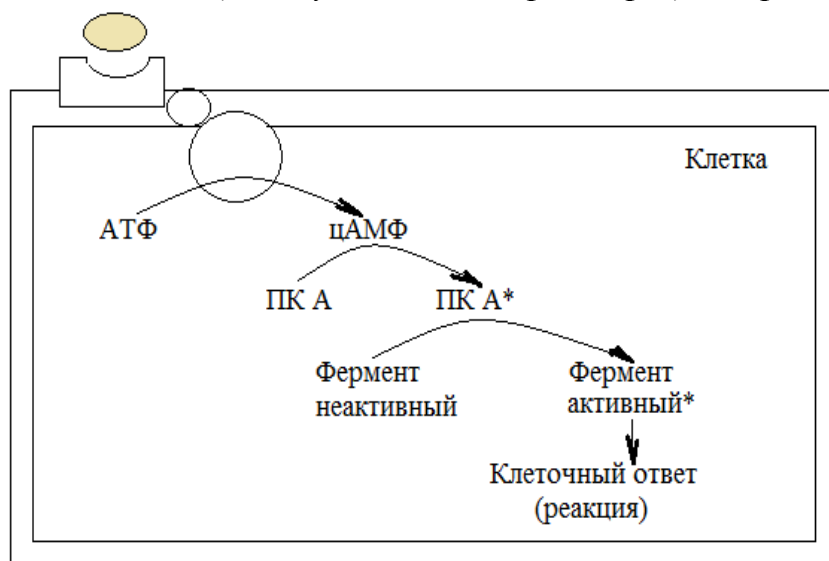 Клетка
АТФ
цАМФ
ПК А
ПК А*
Фермент
неактивный
Фермент
активный*
Клеточный ответ
(реакция)